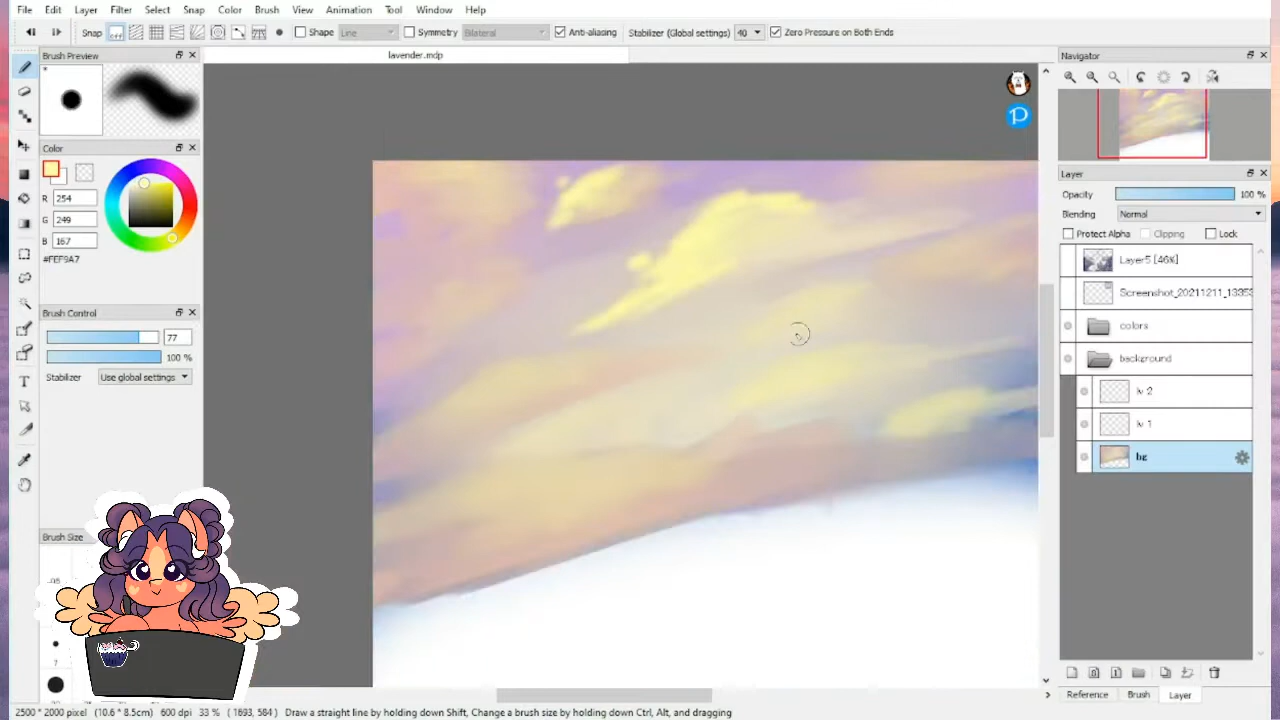 File Edit Layer Filter Select Snap Color Brush View Animation Tool Window Help
Snap Shape Line Symmetry Bilateral Anti-aliasing Stabilizer (Global settings) 40 Zero Pressure on Both Ends
Brush Preview
lavender.mdp
Navigator
Color
R 254
G 249
B 167
#FEF9A7
Layer
Opacity 100 %
Blending Normal
Protect Alpha Clipping Lock
Layer5 [46%]
Screenshot_20211211_13353
colors
background
lv 2
lv 1
bg
Brush Control
77
100 %
Stabilizer Use global settings
Brush Size
7
Reference Brush Layer
2500 * 2000 pixel (10.6 * 8.5cm) 600 dpi 33 % ( 1693, 584 ) Draw a straight line by holding down Shift, Change a brush size by holding down Ctrl, Alt, and dragging